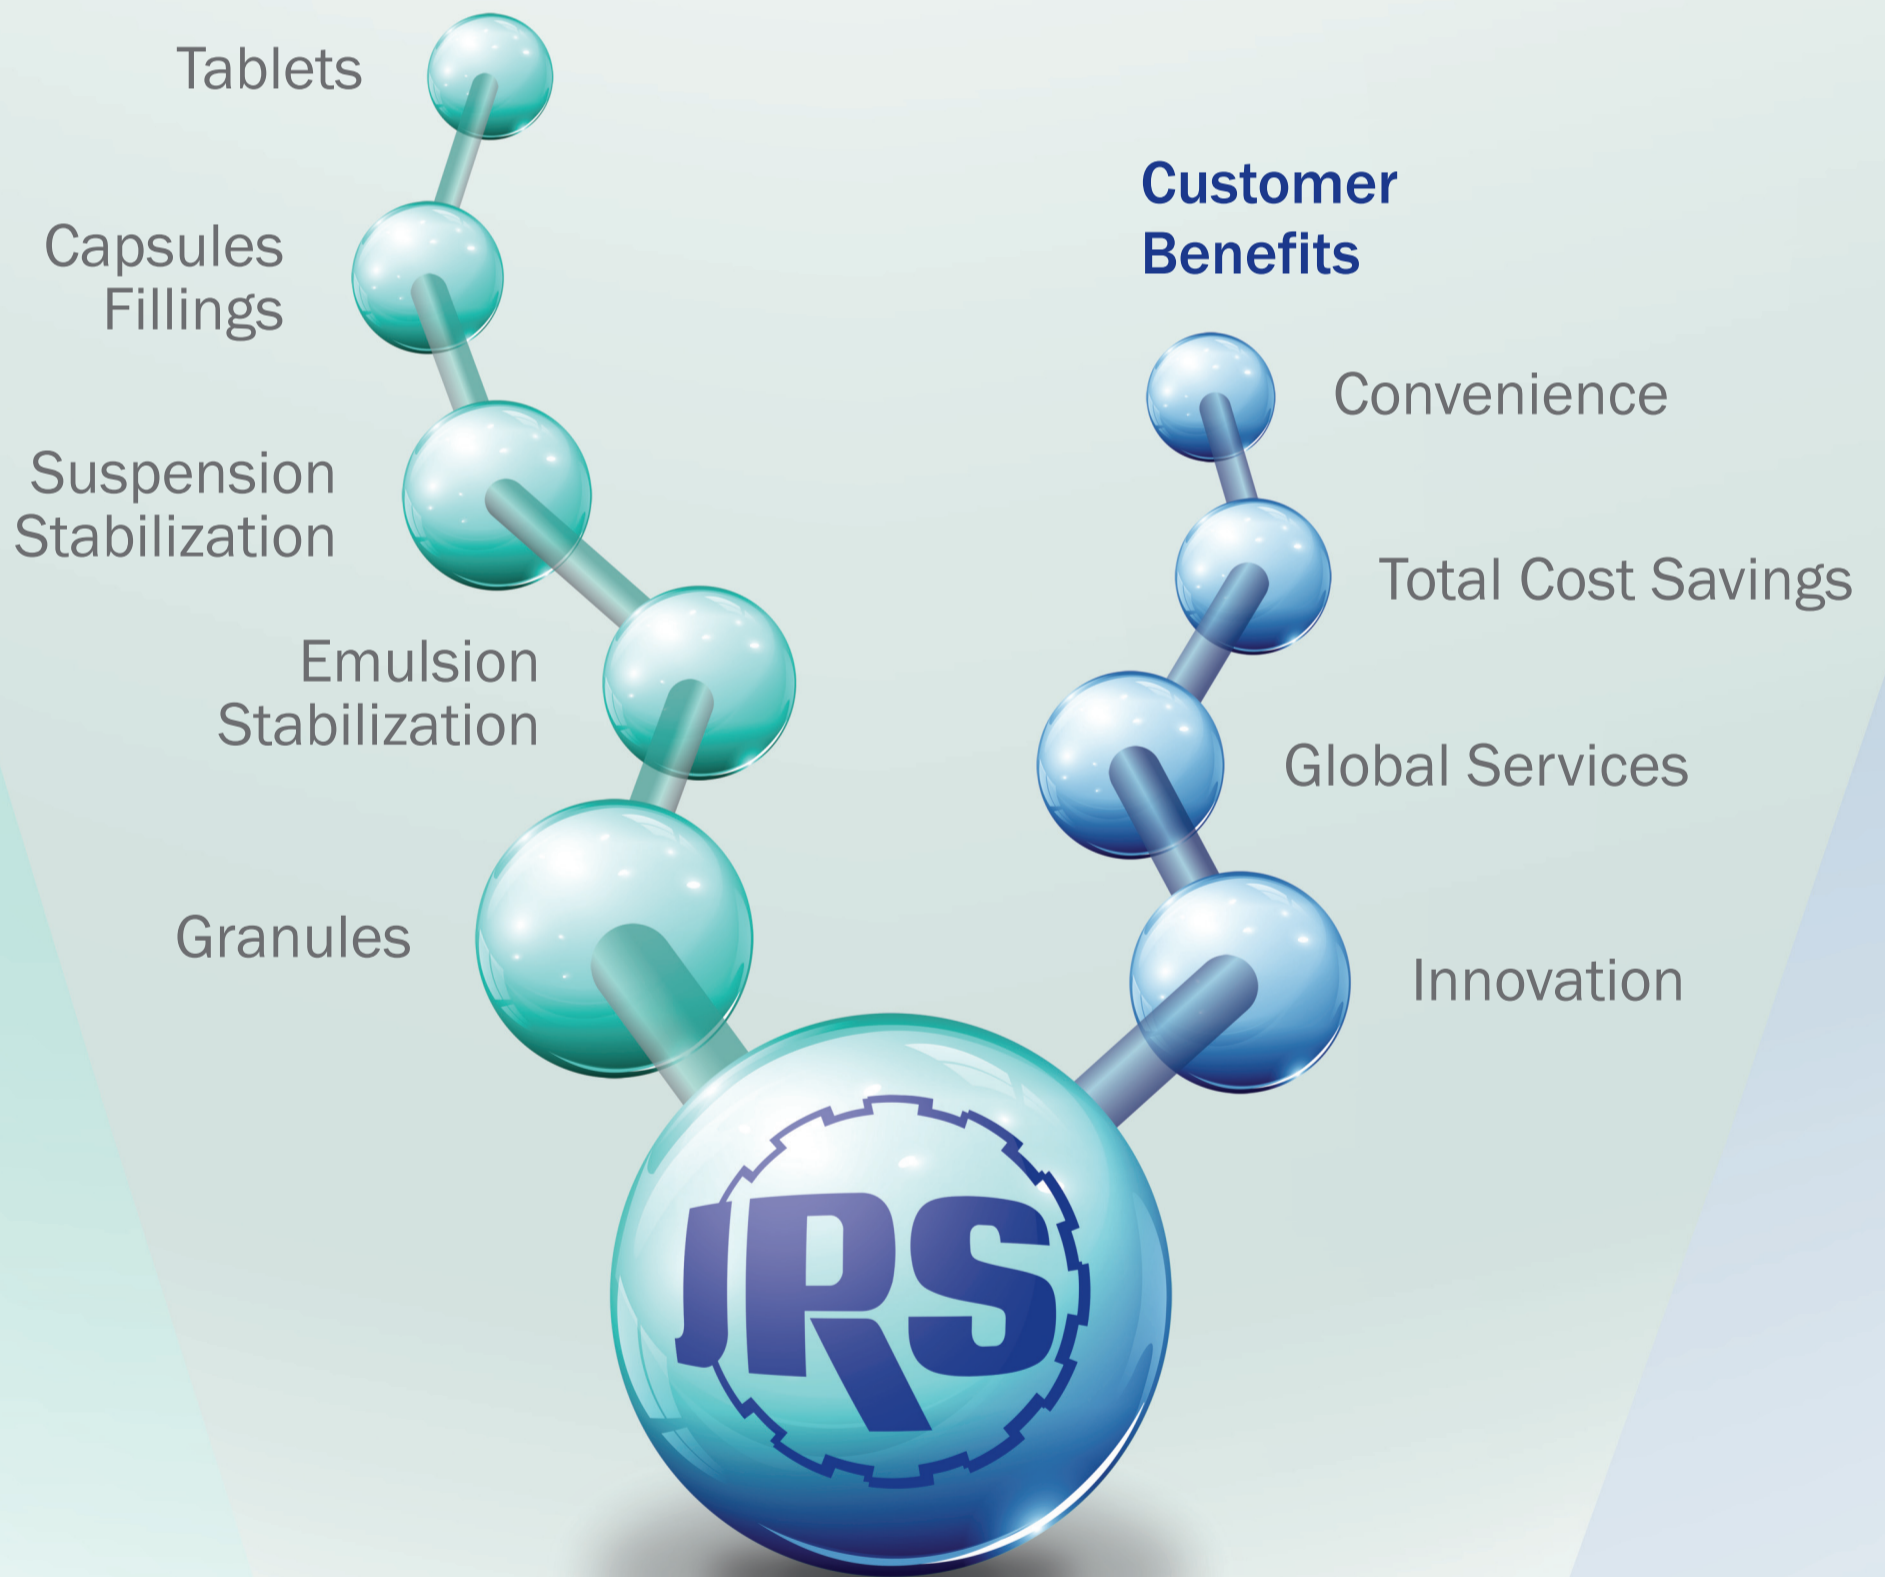 Tablets
Capsules
Fillings
Suspension
Stabilization
Emulsion
Stabilization
Granules
Customer
Benefits
Convenience
Total Cost Savings
Global Services
Innovation
JRS